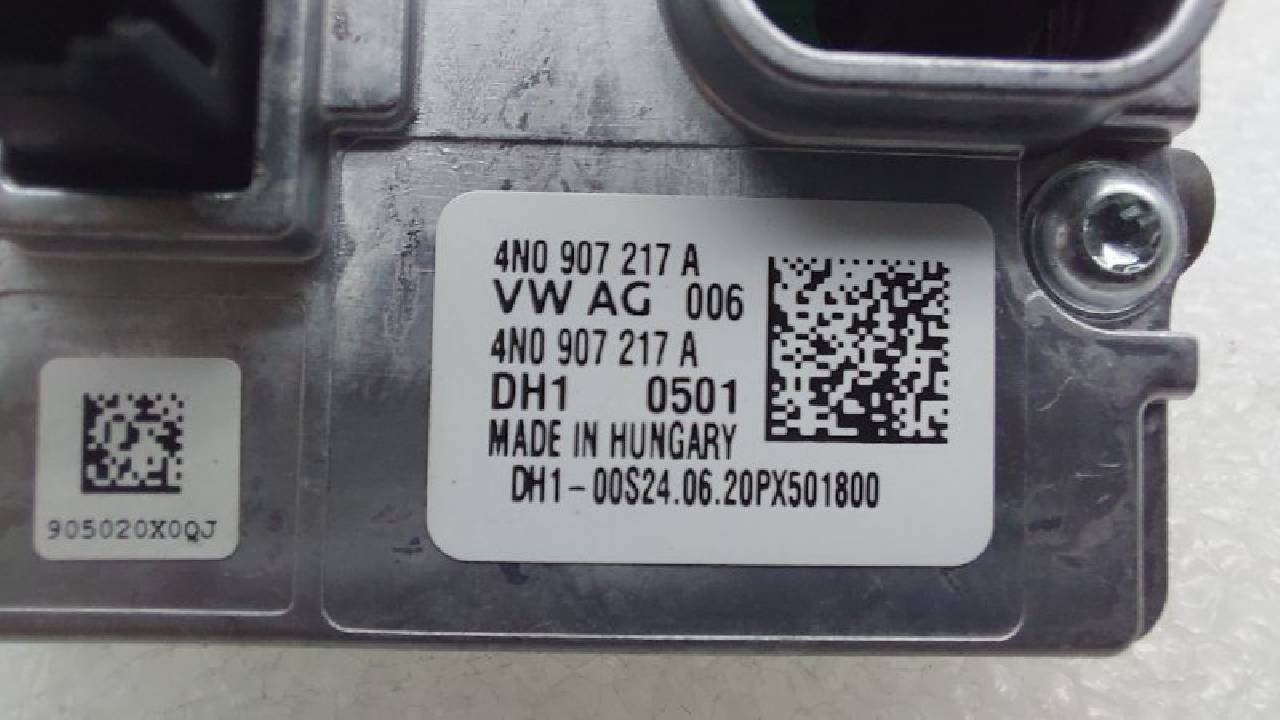 4N0 907 217 A
VW AG 006
4N0 907 217 A
DH1 0501
MADE IN HUNGARY
DH1-00S24.06.20PX501800
905020X0QJ